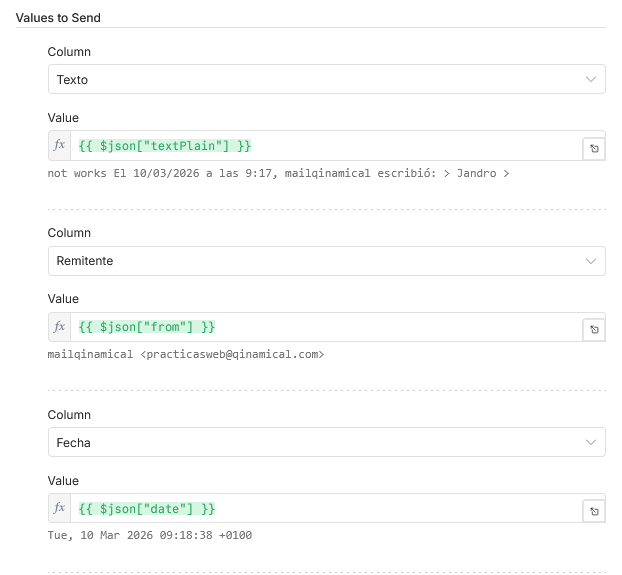 Values to Send
Column
Texto
Value
fx {{ $json["textPlain"] }}
not works El 10/03/2026 a las 9:17, mailqinamical escribió: > Jandro >
Column
Remitente
Value
fx {{ $json["from"] }}
mailqinamical <practicasweb@qinamical.com>
Column
Fecha
Value
fx {{ $json["date"] }}
Tue, 10 Mar 2026 09:18:38 +0100